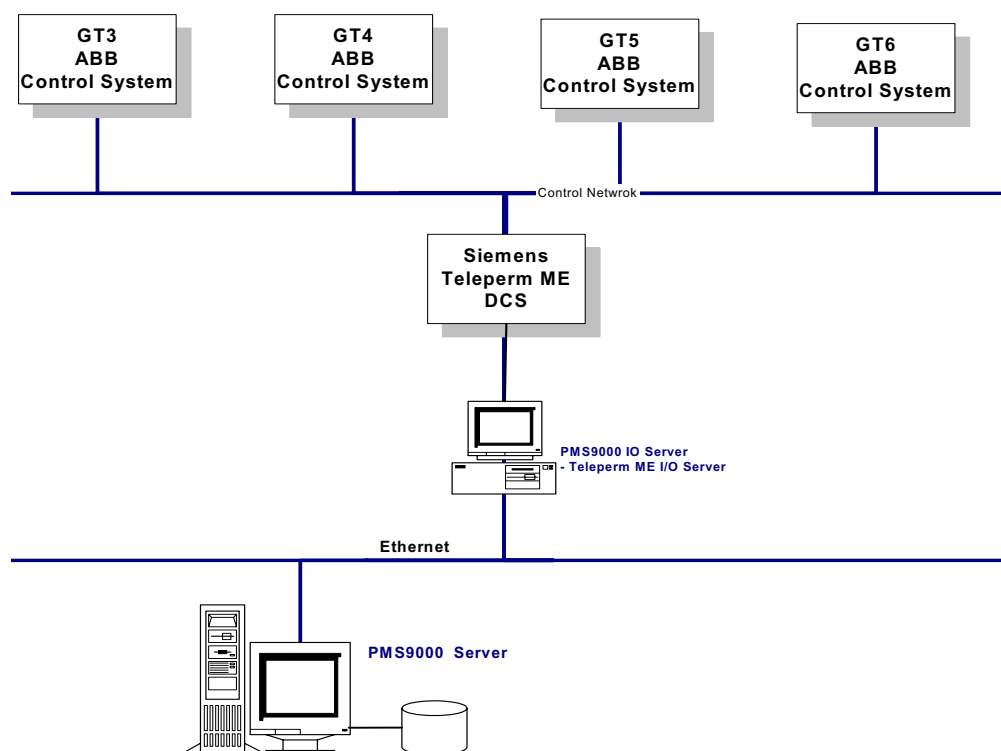 GT3
ABB
Control System
GT4
ABB
Control System
GT5
ABB
Control System
GT6
ABB
Control System
Control Netwrok
Siemens
Teleperm ME
DCS
PMS9000 IO Server
- Teleperm ME I/O Server
Ethernet
PMS9000 Server